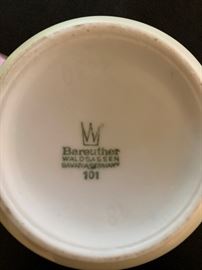 Bareuther
WALDSASSEN
BAVARIA GERMANY
101